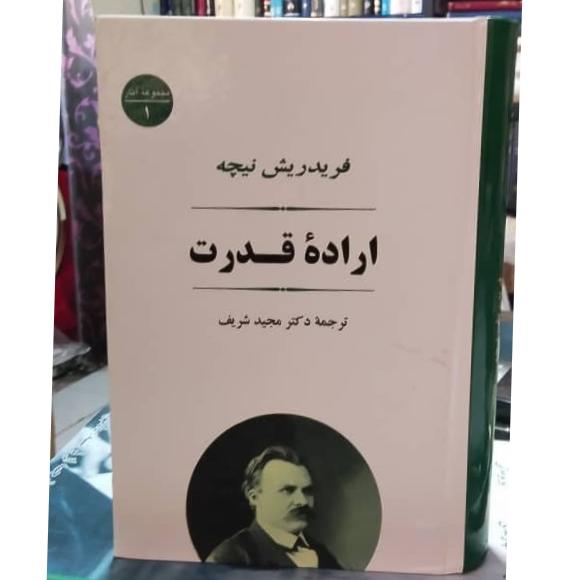 مجموعهٔ آثار
۱
فریدریش نیچه
ارادهٔ قدرت
ترجمهٔ دکتر مجید شریف